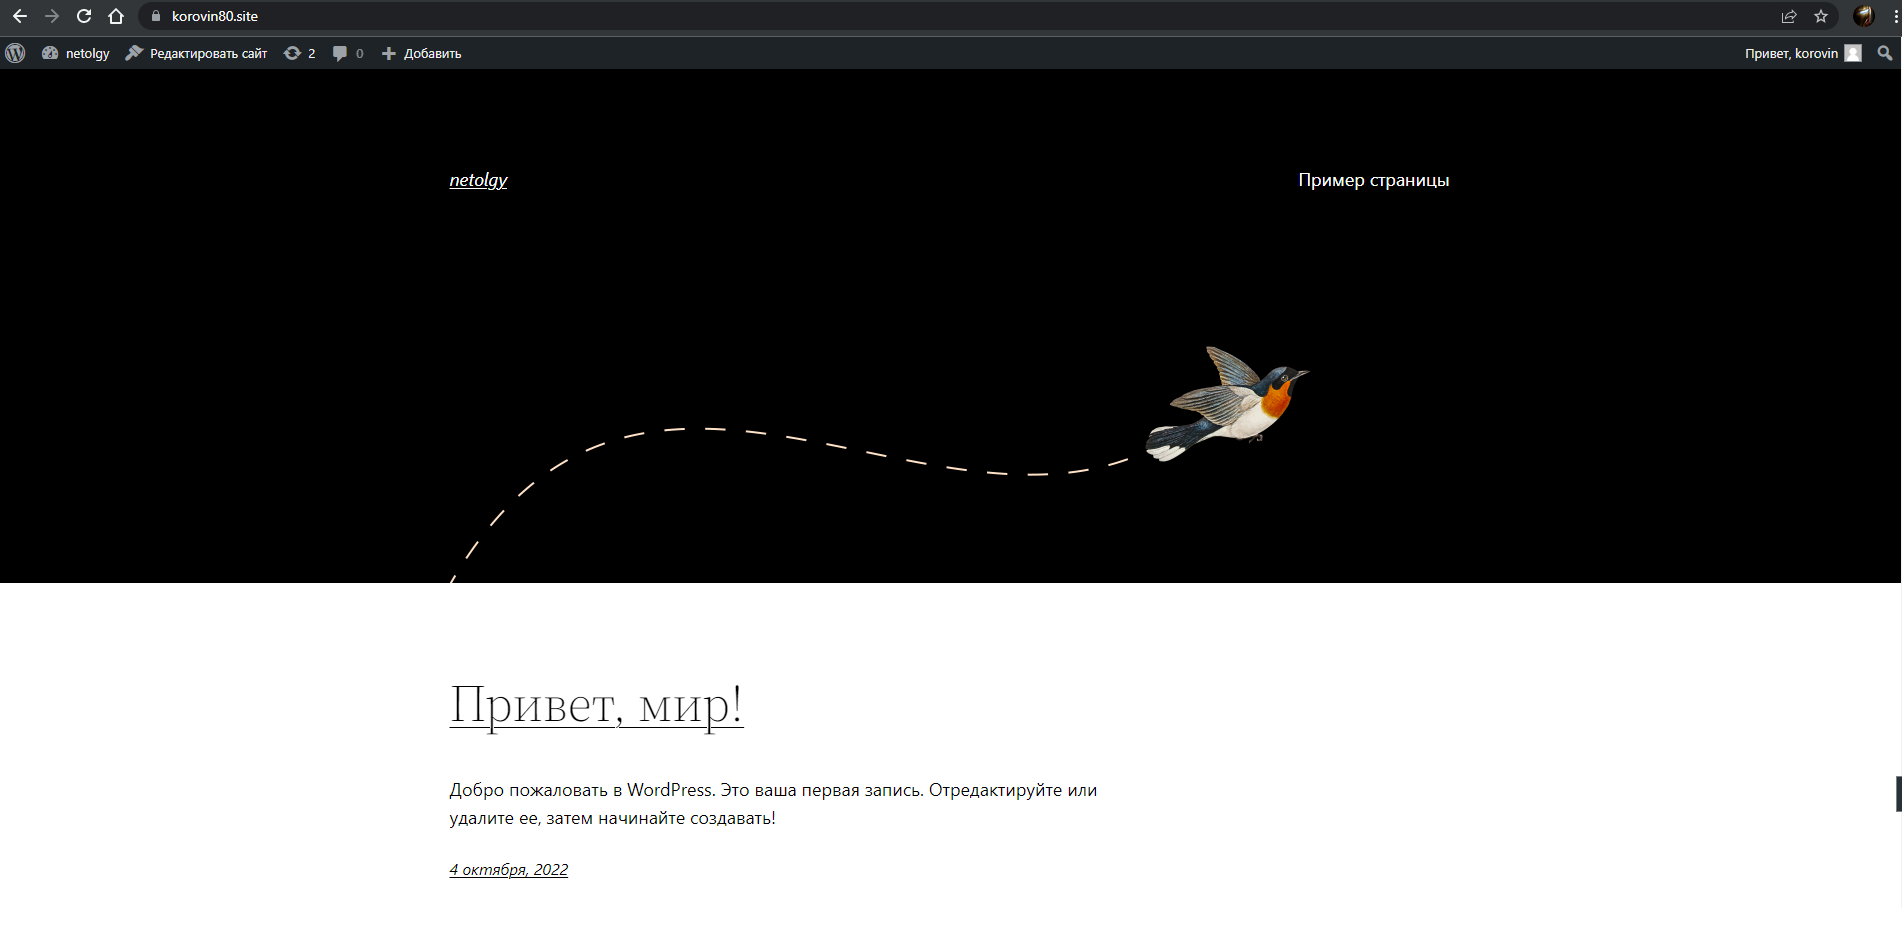 korovin80.site
netolgy Редактировать сайт 2 0 Добавить Привет, korovin
netolgy Пример страницы
Привет, мир!
Добро пожаловать в WordPress. Это ваша первая запись. Отредактируйте или
удалите ее, затем начинайте создавать!
4 октября, 2022